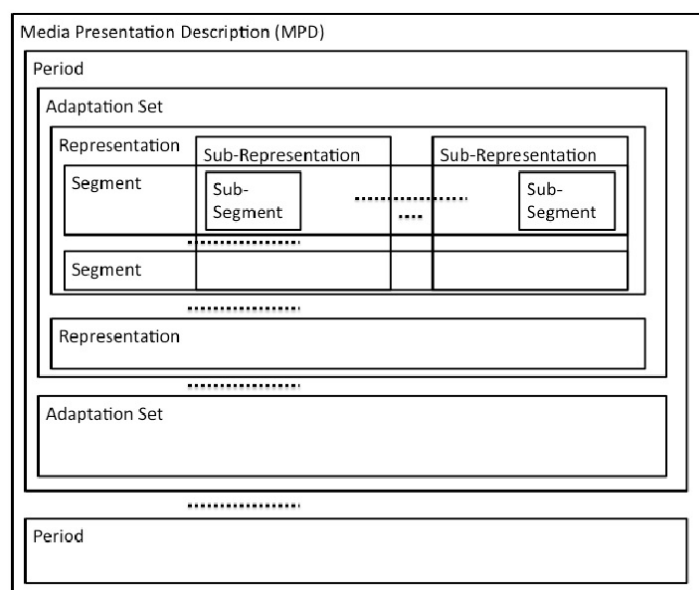 Media Presentation Description (MPD)
Period
Adaptation Set
Representation
Sub-Representation
Sub-Representation
Segment
Sub-
Segment
Sub-
Segment
Segment
Representation
Adaptation Set
Period